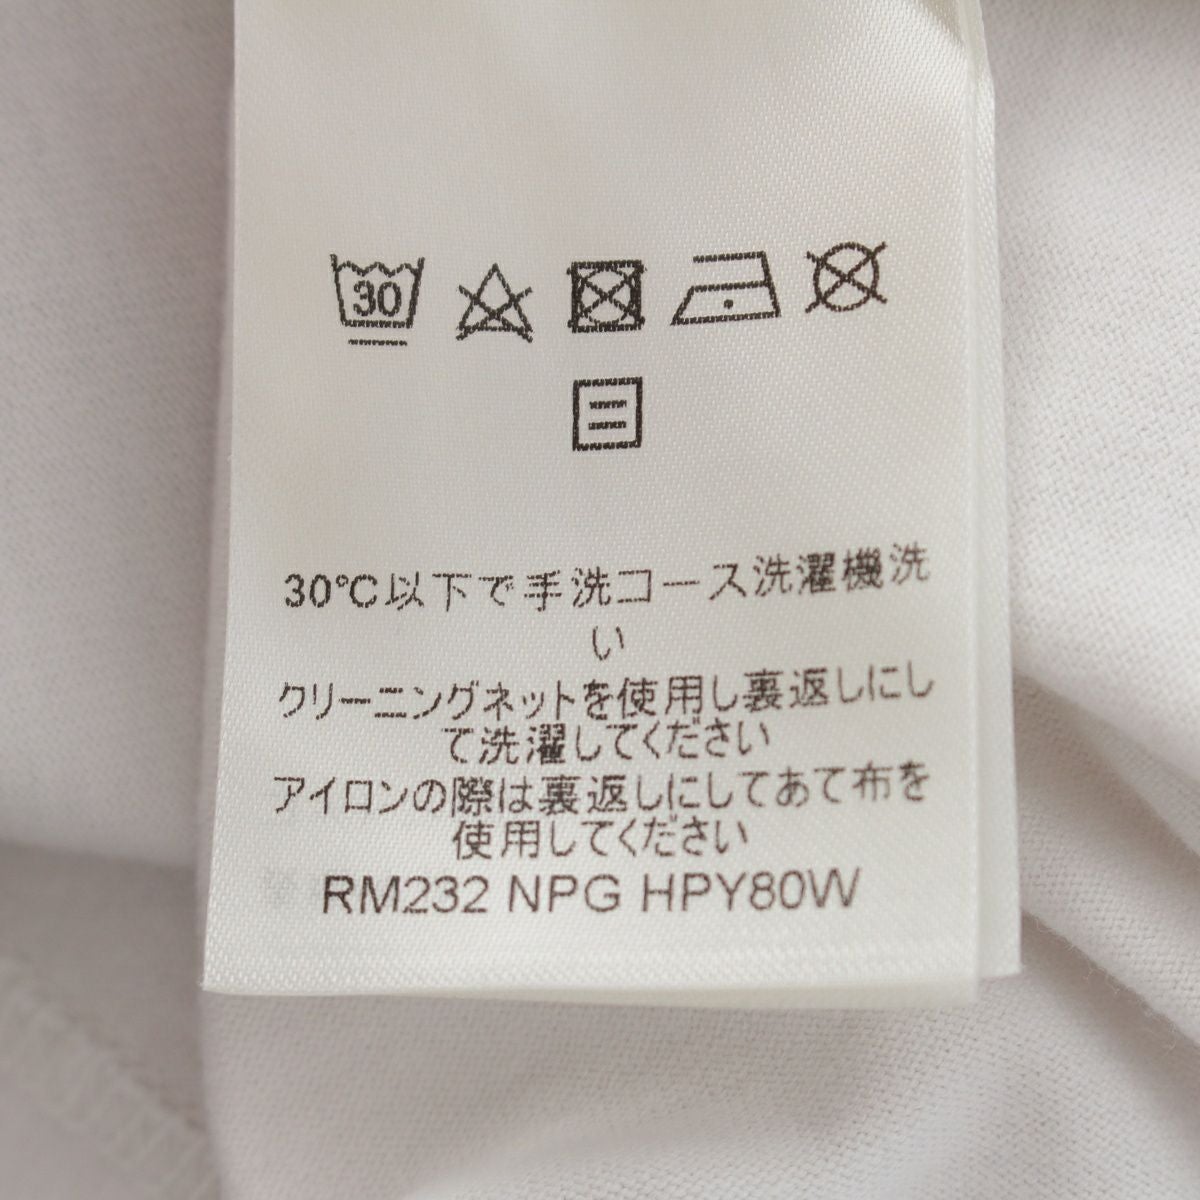 30
30℃以下で手洗コース洗濯機洗
い
クリーニングネットを使用し裏返しにし
て洗濯してください
アイロンの際は裏返しにしてあて布を
使用してください
RM232 NPG HPY80W